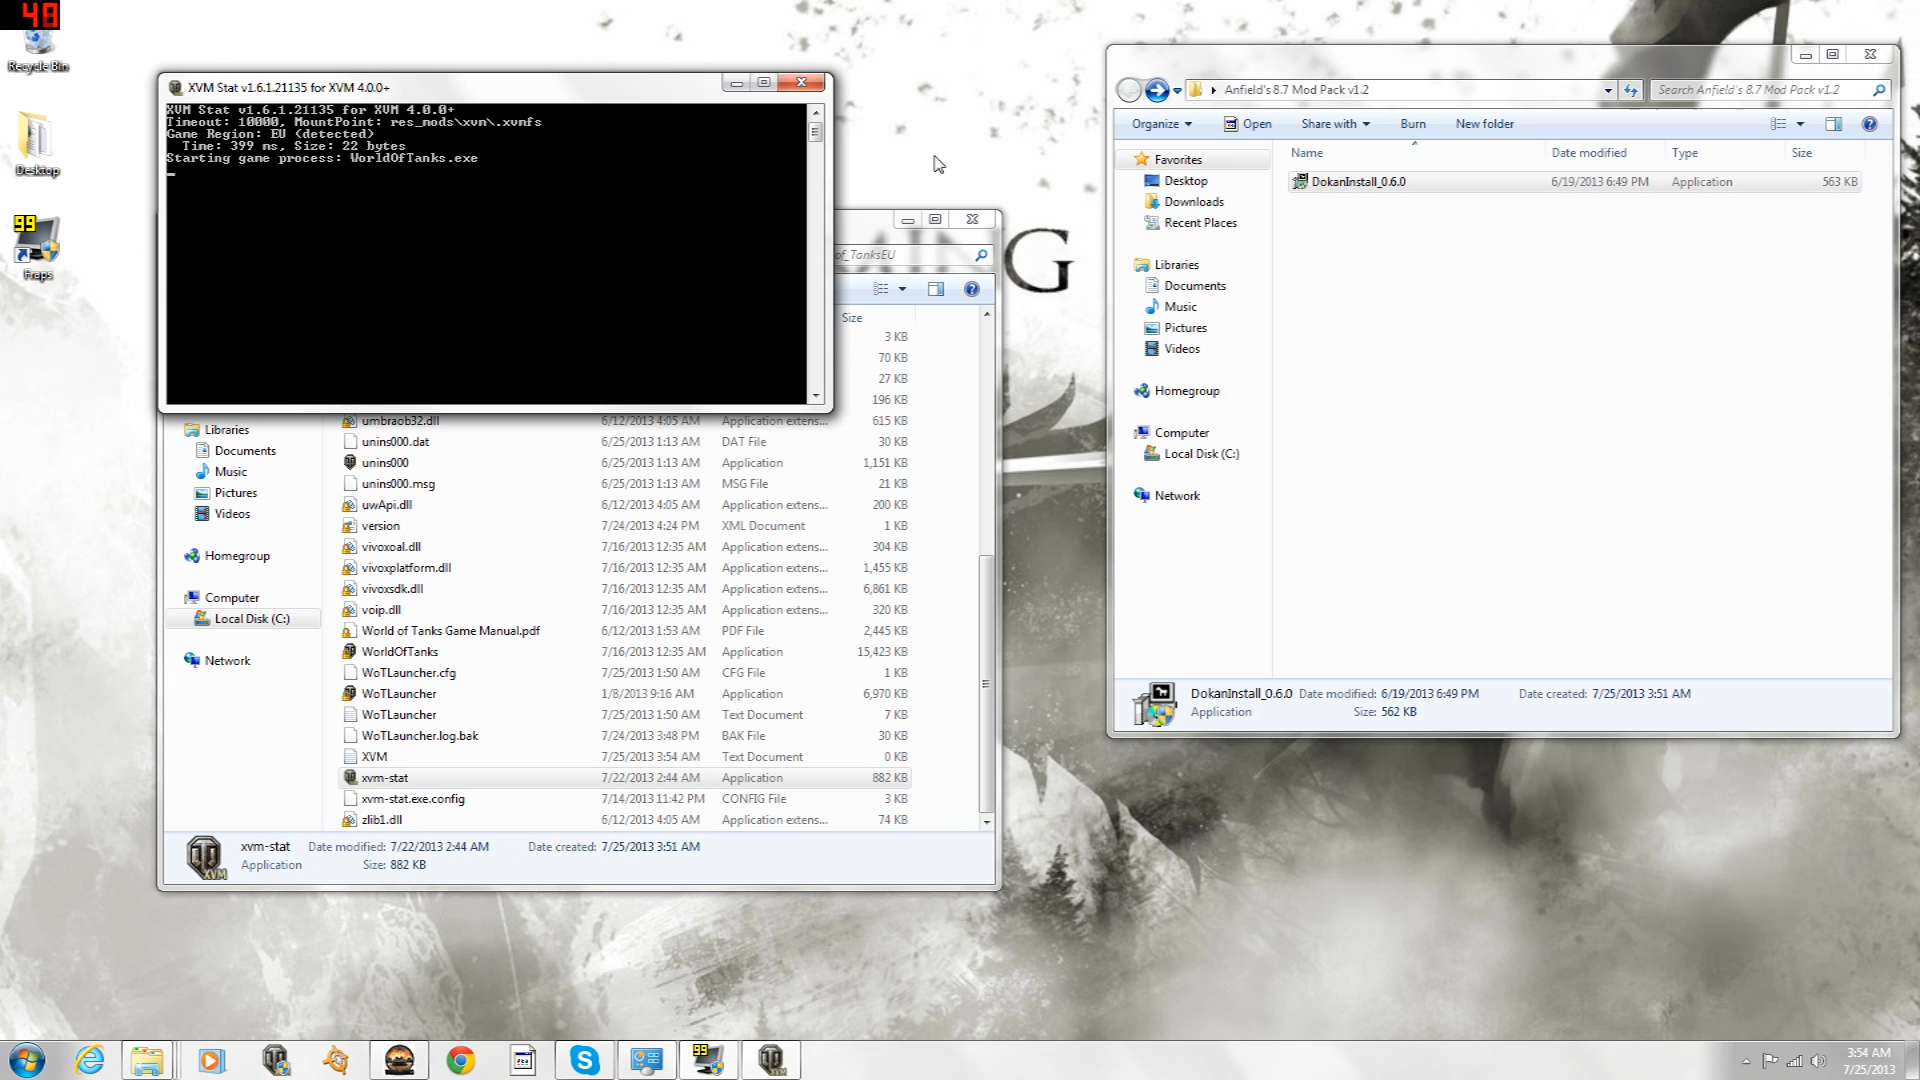 48
Recycle Bin
Desktop
99
Fraps
XVM Stat v1.6.1.21135 for XVM 4.0.0+
XVM Stat v1.6.1.21135 for XVM 4.0.0+
Timeout: 10000, MountPoint: res_mods\xvm\.xvmfs
Game Region: EU (detected)
Time: 399 ms, Size: 22 bytes
Starting game process: WorldOfTanks.exe
of_TanksEU
Size
3 KB
70 KB
27 KB
196 KB
umbraob32.dll 6/12/2013 4:05 AM Application extens... 615 KB
unins000.dat 6/25/2013 1:13 AM DAT File 30 KB
unins000 6/25/2013 1:13 AM Application 1,151 KB
unins000.msg 6/25/2013 1:13 AM MSG File 21 KB
uwApi.dll 6/12/2013 4:05 AM Application extens... 200 KB
version 7/24/2013 4:24 PM XML Document 1 KB
vivoxoal.dll 7/16/2013 12:35 AM Application extens... 304 KB
vivoxplatform.dll 7/16/2013 12:35 AM Application extens... 1,455 KB
vivoxsdk.dll 7/16/2013 12:35 AM Application extens... 6,861 KB
voip.dll 7/16/2013 12:35 AM Application extens... 320 KB
World of Tanks Game Manual.pdf 6/12/2013 1:53 AM PDF File 2,445 KB
WorldOfTanks 7/16/2013 12:35 AM Application 15,423 KB
WoTLauncher.cfg 7/25/2013 1:50 AM CFG File 1 KB
WoTLauncher 1/8/2013 9:16 AM Application 6,970 KB
WoTLauncher 7/25/2013 1:50 AM Text Document 7 KB
WoTLauncher.log.bak 7/24/2013 3:48 PM BAK File 30 KB
XVM 7/25/2013 3:54 AM Text Document 0 KB
xvm-stat 7/22/2013 2:44 AM Application 882 KB
xvm-stat.exe.config 7/14/2013 11:42 PM CONFIG File 3 KB
zlib1.dll 6/12/2013 4:05 AM Application extens... 74 KB
Libraries
Documents
Music
Pictures
Videos
Homegroup
Computer
Local Disk (C:)
Network
xvm-stat Date modified: 7/22/2013 2:44 AM Date created: 7/25/2013 3:51 AM
Application Size: 882 KB
XVM
G
Anfield's 8.7 Mod Pack v1.2
Search Anfield's 8.7 Mod Pack v1.2
Organize Open Share with Burn New folder
Name Date modified Type Size
DokanInstall_0.6.0 6/19/2013 6:49 PM Application 563 KB
Favorites
Desktop
Downloads
Recent Places
Libraries
Documents
Music
Pictures
Videos
Homegroup
Computer
Local Disk (C:)
Network
DokanInstall_0.6.0 Date modified: 6/19/2013 6:49 PM Date created: 7/25/2013 3:51 AM
Application Size: 562 KB
99
3:54 AM
7/25/2013